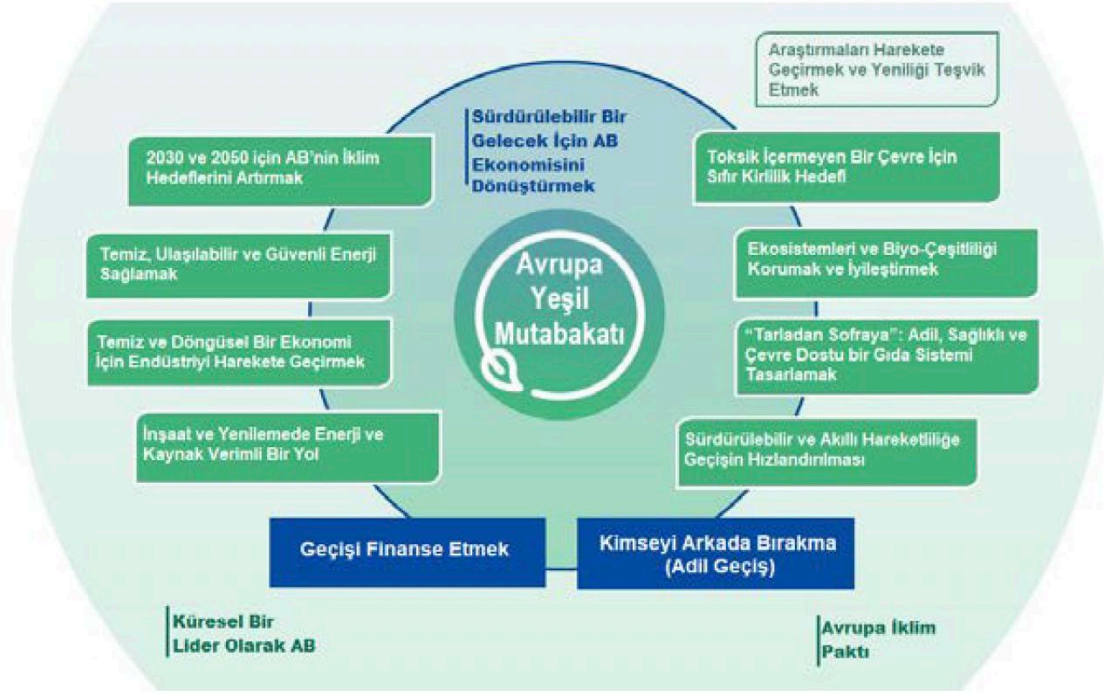 Araştırmaları Harekete
Geçirmek ve Yeniliği Teşvik
Etmek
Sürdürülebilir Bir
Gelecek İçin AB
Ekonomisini
Dönüştürmek
2030 ve 2050 için AB'nin İklim
Hedeflerini Artırmak
Toksik İçermeyen Bir Çevre İçin
Sıfır Kirlilik Hedefi
Temiz, Ulaşılabilir ve Güvenli Enerji
Sağlamak
Avrupa
Yeşil
Mutabakatı
Ekosistemleri ve Biyo-Çeşitliliği
Korumak ve İyileştirmek
Temiz ve Döngüsel Bir Ekonomi
İçin Endüstriyi Harekete Geçirmek
“Tarladan Sofraya”: Adil, Sağlıklı ve
Çevre Dostu bir Gıda Sistemi
Tasarlamak
İnşaat ve Yenilemede Enerji ve
Kaynak Verimli Bir Yol
Sürdürülebilir ve Akıllı Hareketliliğe
Geçişin Hızlandırılması
Geçişi Finanse Etmek
Kimseyi Arkada Bırakma
(Adil Geçiş)
Küresel Bir
Lider Olarak AB
Avrupa İklim
Paktı